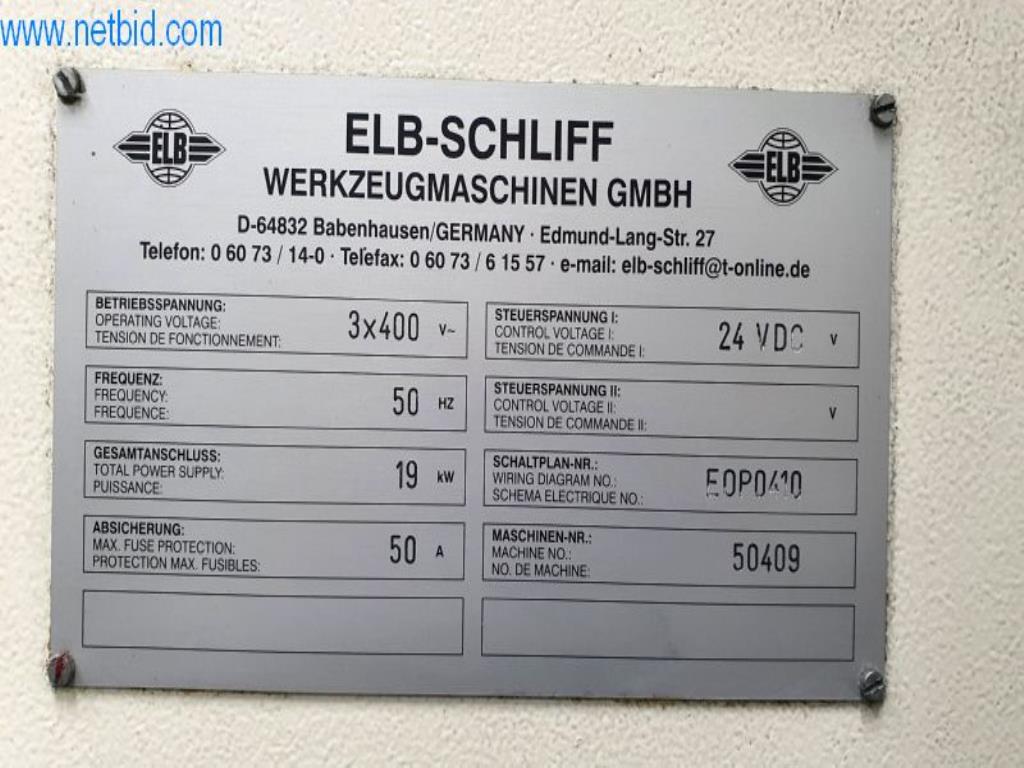 www.netbid.com
ELB
ELB-SCHLIFF
ELB
WERKZEUGMASCHINEN GMBH
D-64832 Babenhausen/GERMANY · Edmund-Lang-Str. 27
Telefon: 0 60 73 / 14-0 · Telefax: 0 60 73 / 6 15 57 · e-mail: elb-schliff@t-online.de
BETRIEBSSPANNUNG:
OPERATING VOLTAGE:
TENSION DE FONCTIONNEMENT:
3x400 V~
STEUERSPANNUNG I:
CONTROL VOLTAGE I:
TENSION DE COMMANDE I:
24 VDC V
FREQUENZ:
FREQUENCY:
FREQUENCE:
50 HZ
STEUERSPANNUNG II:
CONTROL VOLTAGE II:
TENSION DE COMMANDE II:
V
GESAMTANSCHLUSS:
TOTAL POWER SUPPLY:
PUISSANCE:
19 kW
SCHALTPLAN-NR.:
WIRING DIAGRAM NO.:
SCHEMA ELECTRIQUE NO.:
EOP0410
ABSICHERUNG:
MAX. FUSE PROTECTION:
PROTECTION MAX. FUSIBLES:
50 A
MASCHINEN-NR.:
MACHINE NO.:
NO. DE MACHINE:
50409